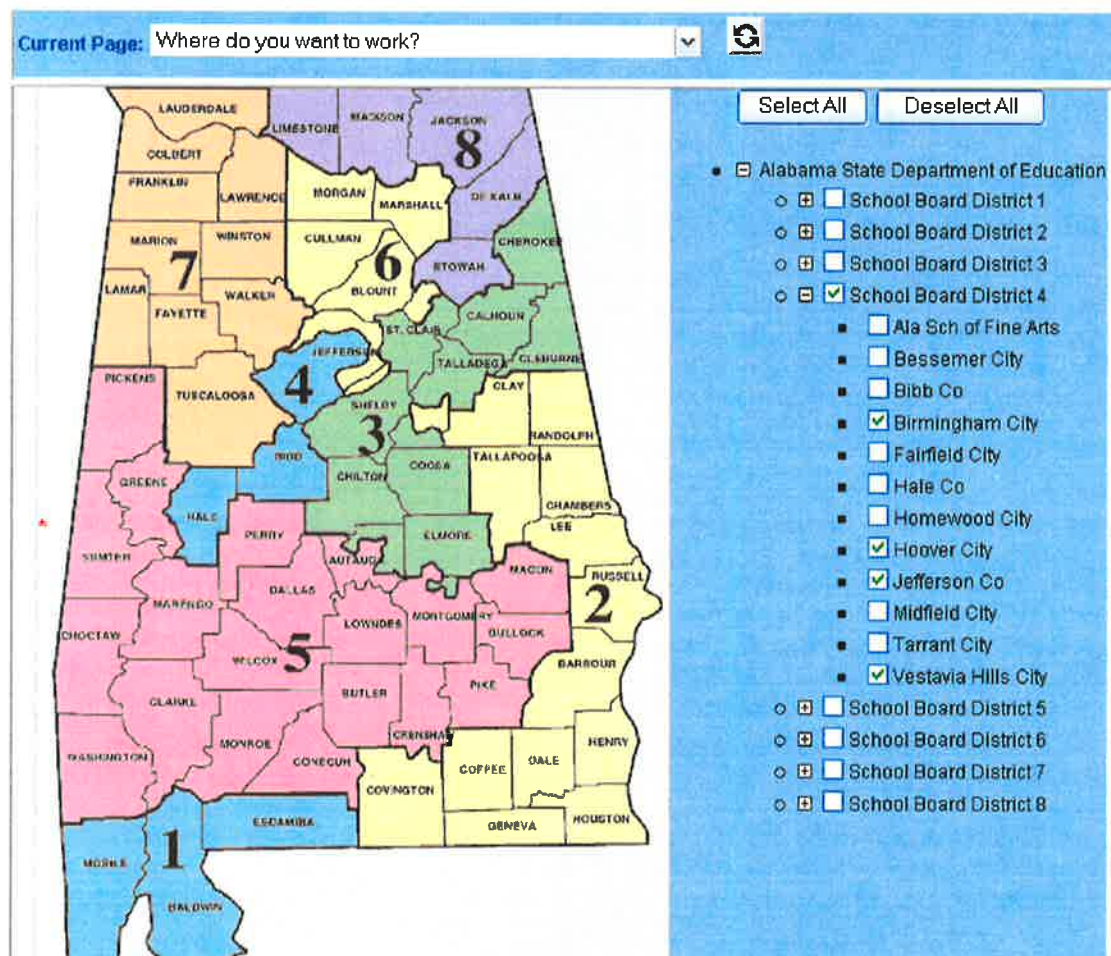 Current Page: Where do you want to work?
Select All Deselect All
Alabama State Department of Education
School Board District 1
School Board District 2
School Board District 3
School Board District 4
Ala Sch of Fine Arts
Bessemer City
Bibb Co
Birmingham City
Fairfield City
Hale Co
Homewood City
Hoover City
Jefferson Co
Midfield City
Tarrant City
Vestavia Hills City
School Board District 5
School Board District 6
School Board District 7
School Board District 8
LAUDERDALE
LIMESTONE
MADISON
JACKSON
8
COLBERT
FRANKLIN
LAWRENCE
MORGAN
MARSHALL
DE KALB
MARION
WINSTON
CULLMAN
CHEROKEE
7
6
ETOWAH
LAMAR
WALKER
BLOUNT
FAYETTE
ST. CLAIR
CALHOUN
JEFFERSON
TALLADEGA
CLEBURNE
PICKENS
4
CLAY
TUSCALOOSA
SHELBY
3
RANDOLPH
BIBB
TALLAPOOSA
GREENE
CHILTON
COOSA
CHAMBERS
HALE
LEE
*
PERRY
ELMORE
SUMTER
AUTAUG
MACON
RUSSELL
DALLAS
MARENGO
2
LOWNDES
MONTGOMERY
CHOCTAW
BULLOCK
WILCOX
5
BARBOUR
CLARKE
BUTLER
PIKE
MONROE
CRENSHA
HENRY
WASHINGTON
CONECUH
COFFEE
DALE
COVINGTON
ESCAMBIA
GENEVA
HOUSTON
1
MOBILE
BALDWIN